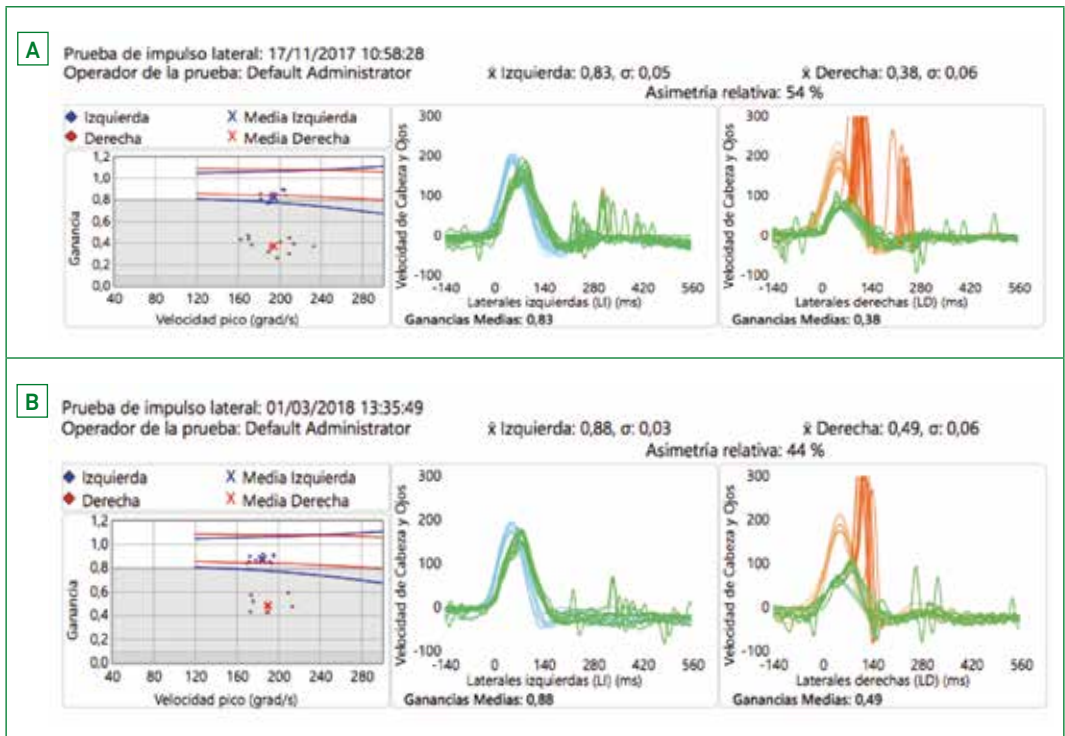 A
Prueba de impulso lateral: 17/11/2017 10:58:28
Operador de la prueba: Default Administrator
x̄ Izquierda: 0,83, σ: 0,05
x̄ Derecha: 0,38, σ: 0,06
Asimetría relativa: 54 %
Izquierda
Media Izquierda
Derecha
Media Derecha
Ganancia
1,2
1,0
0,8
0,6
0,4
0,2
0,0
40 80 120 160 200 240 280
Velocidad pico (grad/s)
Velocidad de Cabeza y Ojos
300
200
100
0
-100
-140 0 140 280 420 560
Laterales izquierdas (LI) (ms)
Ganancias Medias: 0,83
Velocidad de Cabeza y Ojos
300
200
100
0
-100
-140 0 140 280 420 560
Laterales derechas (LD) (ms)
Ganancias Medias: 0,38
B
Prueba de impulso lateral: 01/03/2018 13:35:49
Operador de la prueba: Default Administrator
x̄ Izquierda: 0,88, σ: 0,03
x̄ Derecha: 0,49, σ: 0,06
Asimetría relativa: 44 %
Izquierda
Media Izquierda
Derecha
Media Derecha
Ganancia
1,2
1,0
0,8
0,6
0,4
0,2
0,0
40 80 120 160 200 240 280
Velocidad pico (grad/s)
Velocidad de Cabeza y Ojos
300
200
100
0
-100
-140 0 140 280 420 560
Laterales izquierdas (LI) (ms)
Ganancias Medias: 0,88
Velocidad de Cabeza y Ojos
300
200
100
0
-100
-140 0 140 280 420 560
Laterales derechas (LD) (ms)
Ganancias Medias: 0,49